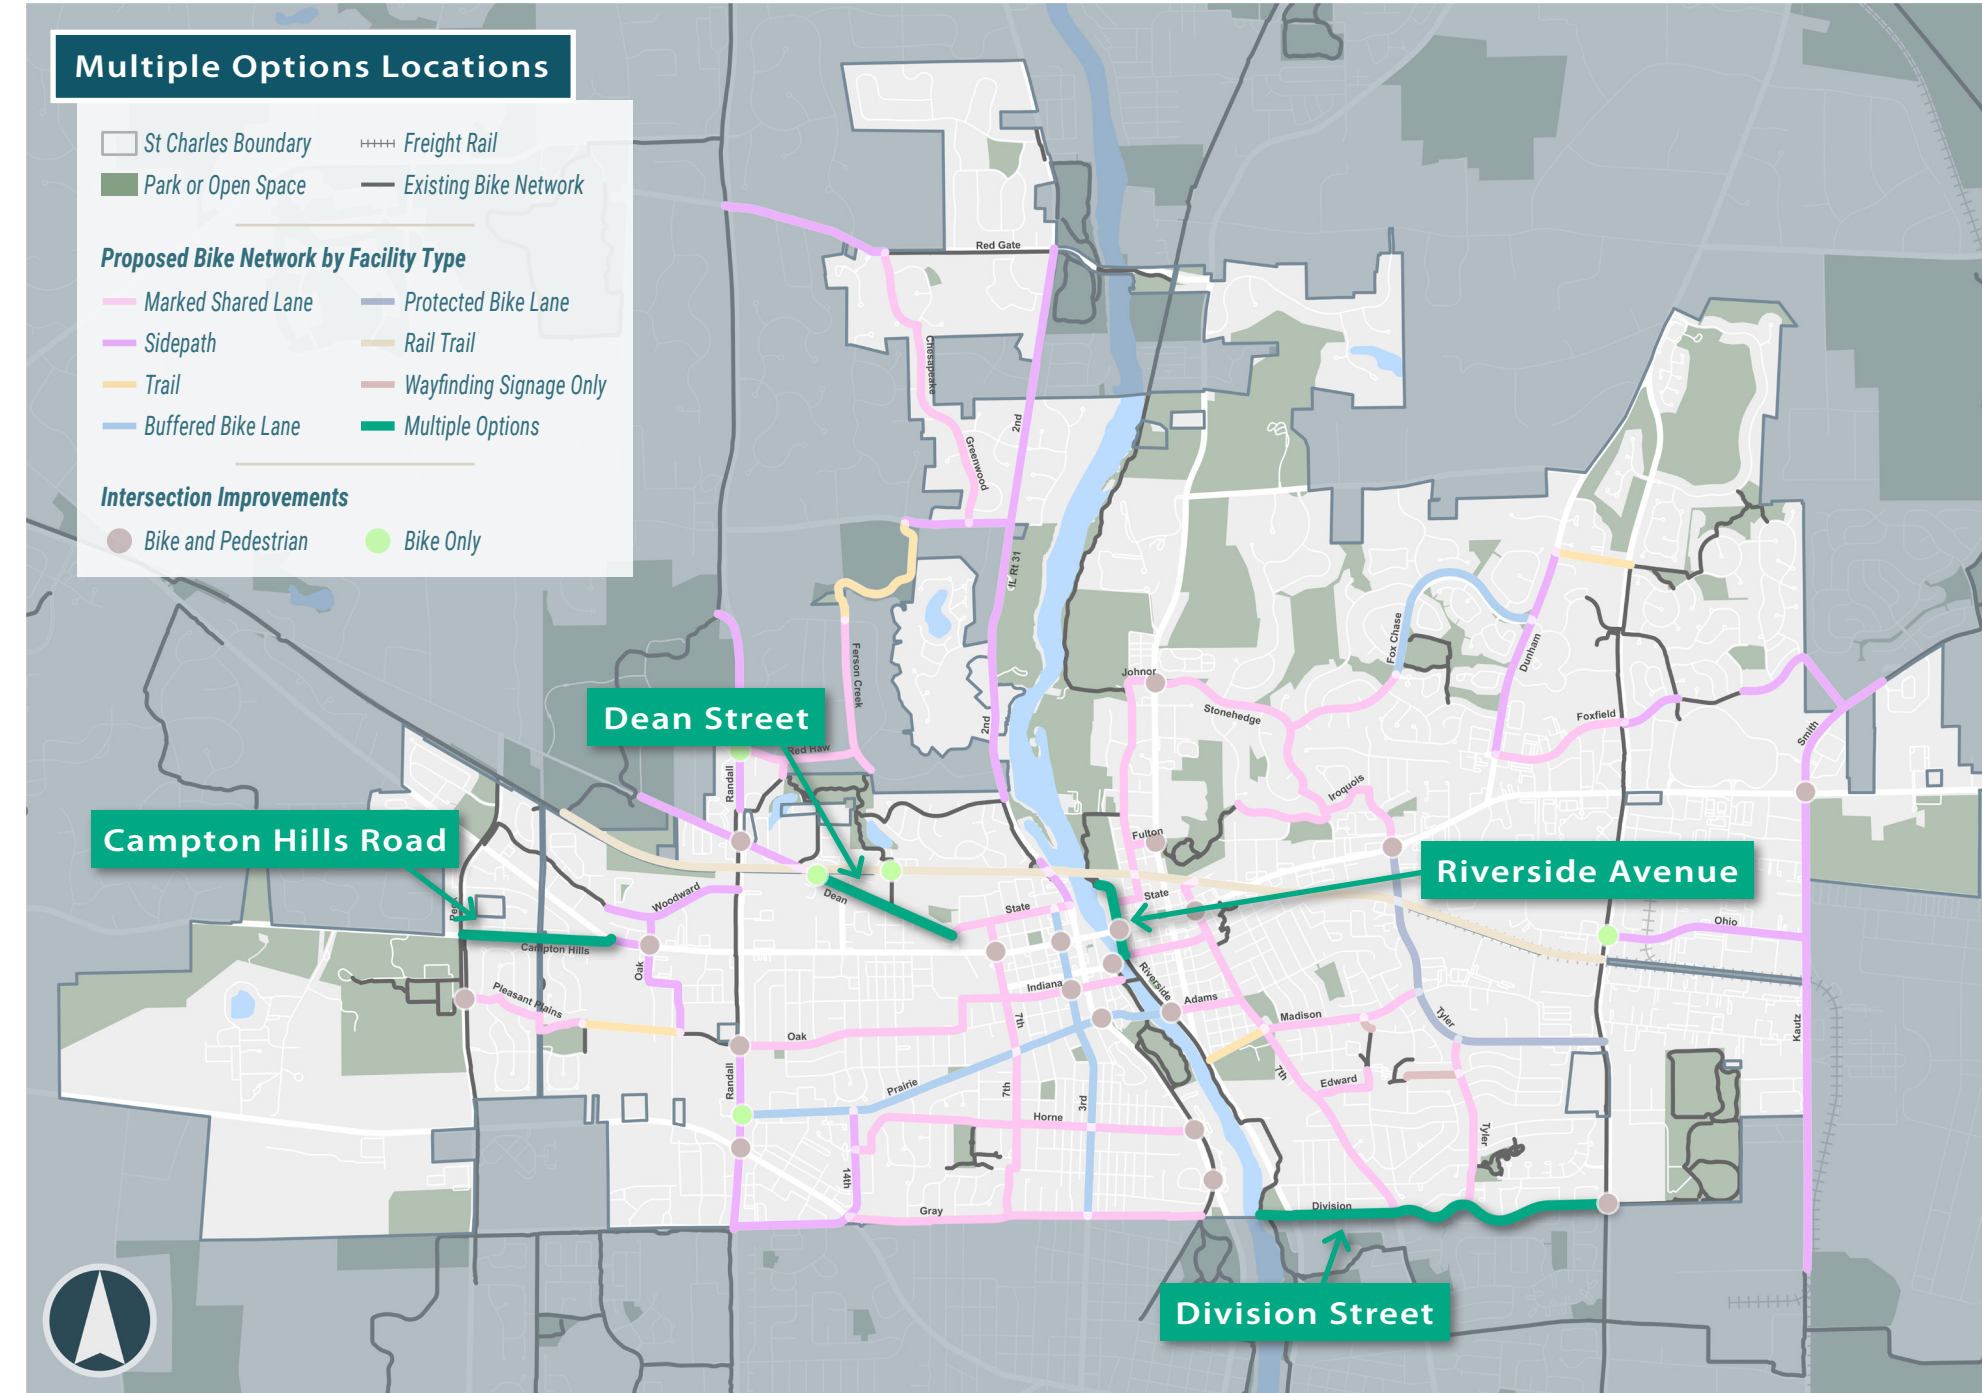 Multiple Options Locations
St Charles Boundary
Freight Rail
Park or Open Space
Existing Bike Network
Proposed Bike Network by Facility Type
Marked Shared Lane
Protected Bike Lane
Sidepath
Rail Trail
Trail
Wayfinding Signage Only
Buffered Bike Lane
Multiple Options
Intersection Improvements
Bike and Pedestrian
Bike Only
Red Gate
Chesapeake
2nd
Greenwood
IL Rt 31
Fox Chase
Dunham
Ferson Creek
Johnor
Stonehedge
Foxfield
Smith
Dean Street
2nd
Red Haw
Randall
Iroquois
Campton Hills Road
Fulton
Riverside Avenue
Woodward
Dean
State
State
Peck
Ohio
Campton Hills
Oak
Pleasant Plains
Indiana
Riverside
Adams
Madison
Tyler
Kautz
7th
Oak
Randall
Prairie
7th
3rd
7th
Edward
Horne
Tyler
14th
Gray
Division
Division Street